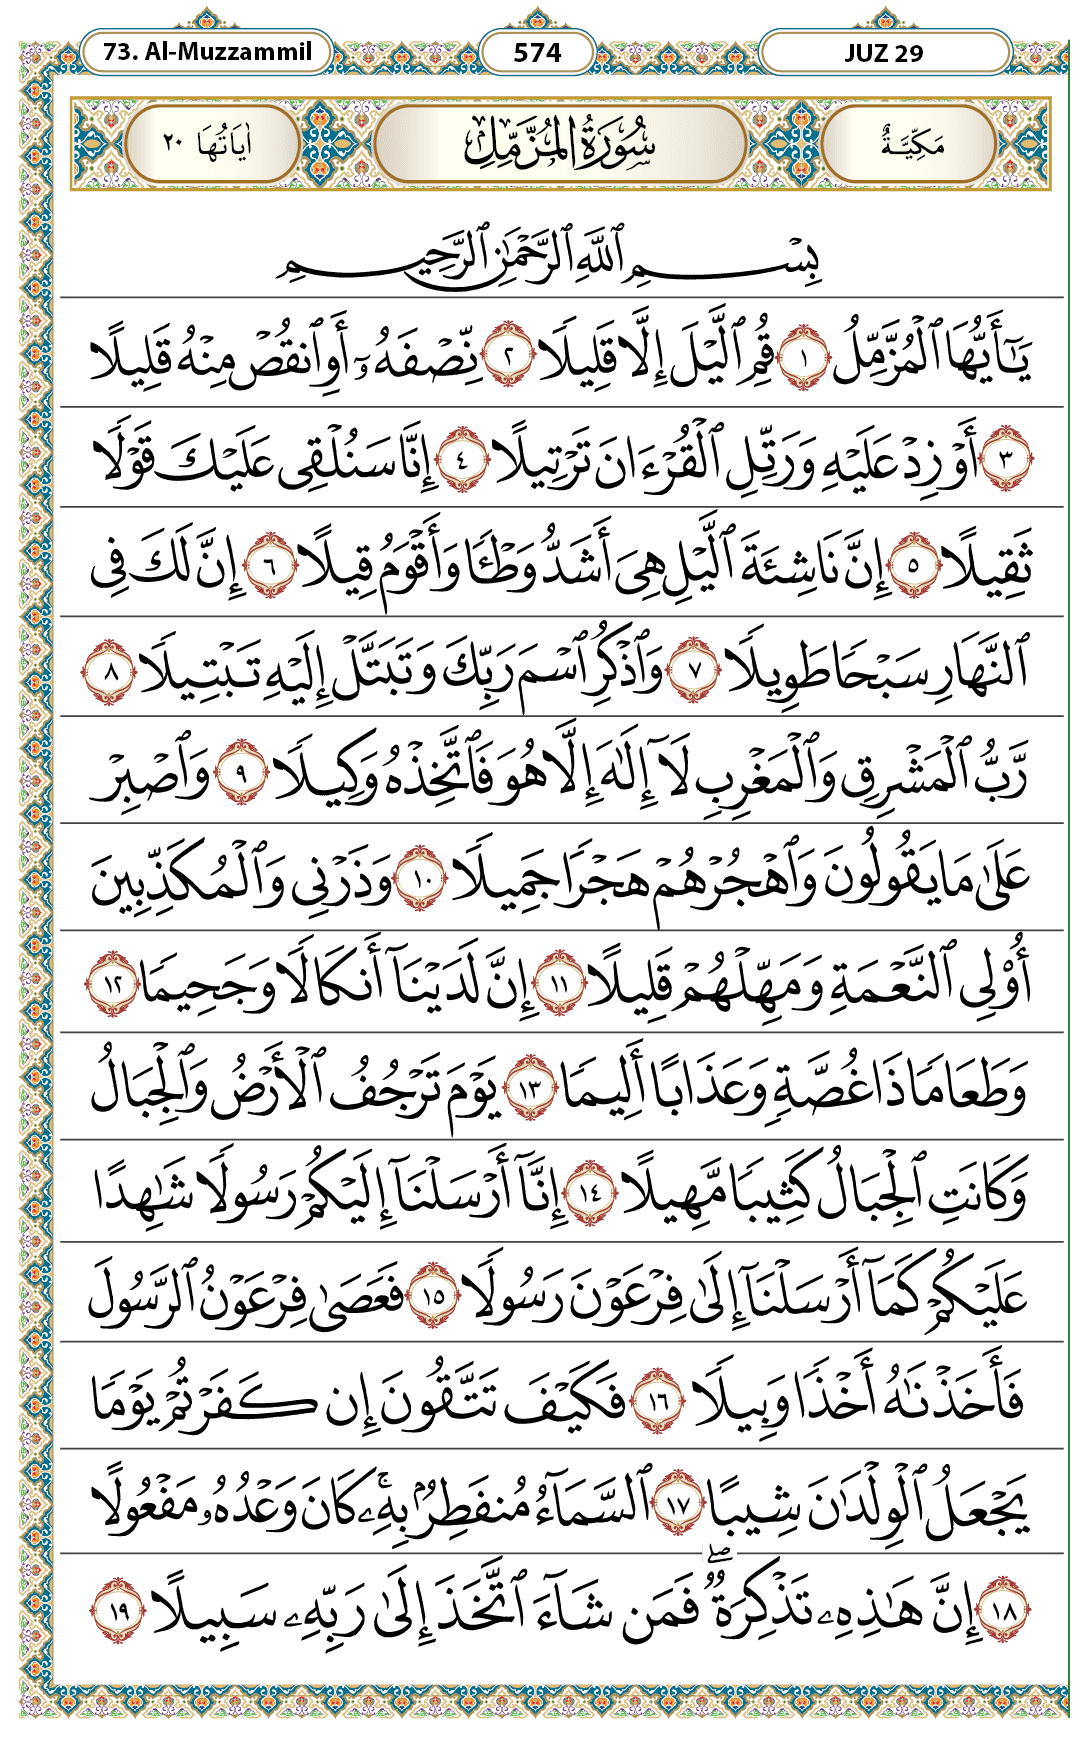 73. Al-Muzzammil 574 JUZ 29
مَكِّيَّةٌ سُورَةُ الْمُزَّمِّلِ اٰيَاتُهَا ٢٠
بِسْمِ ٱللَّهِ ٱلرَّحْمَٰنِ ٱلرَّحِيمِ
يَٰٓأَيُّهَا ٱلْمُزَّمِّلُ ١ قُمِ ٱلَّيْلَ إِلَّا قَلِيلًا ٢ نِّصْفَهُۥٓ أَوِ ٱنقُصْ مِنْهُ قَلِيلًا
٣ أَوْ زِدْ عَلَيْهِ وَرَتِّلِ ٱلْقُرْءَانَ تَرْتِيلًا ٤ إِنَّا سَنُلْقِى عَلَيْكَ قَوْلًا
ثَقِيلًا ٥ إِنَّ نَاشِئَةَ ٱلَّيْلِ هِىَ أَشَدُّ وَطْـًٔا وَأَقْوَمُ قِيلًا ٦ إِنَّ لَكَ فِى
ٱلنَّهَارِ سَبْحًا طَوِيلًا ٧ وَٱذْكُرِ ٱسْمَ رَبِّكَ وَتَبَتَّلْ إِلَيْهِ تَبْتِيلًا ٨
رَّبُّ ٱلْمَشْرِقِ وَٱلْمَغْرِبِ لَآ إِلَٰهَ إِلَّا هُوَ فَٱتَّخِذْهُ وَكِيلًا ٩ وَٱصْبِرْ
عَلَىٰ مَا يَقُولُونَ وَٱهْجُرْهُمْ هَجْرًا جَمِيلًا ١٠ وَذَرْنِى وَٱلْمُكَذِّبِينَ
أُو۟لِى ٱلنَّعْمَةِ وَمَهِّلْهُمْ قَلِيلًا ١١ إِنَّ لَدَيْنَآ أَنكَالًا وَجَحِيمًا ١٢
وَطَعَامًا ذَا غُصَّةٍ وَعَذَابًا أَلِيمًا ١٣ يَوْمَ تَرْجُفُ ٱلْأَرْضُ وَٱلْجِبَالُ
وَكَانَتِ ٱلْجِبَالُ كَثِيبًا مَّهِيلًا ١٤ إِنَّآ أَرْسَلْنَآ إِلَيْكُمْ رَسُولًا شَٰهِدًا
عَلَيْكُمْ كَمَآ أَرْسَلْنَآ إِلَىٰ فِرْعَوْنَ رَسُولًا ١٥ فَعَصَىٰ فِرْعَوْنُ ٱلرَّسُولَ
فَأَخَذْنَٰهُ أَخْذًا وَبِيلًا ١٦ فَكَيْفَ تَتَّقُونَ إِن كَفَرْتُمْ يَوْمًا
يَجْعَلُ ٱلْوِلْدَٰنَ شِيبًا ١٧ ٱلسَّمَآءُ مُنفَطِرٌۢ بِهِۦۚ كَانَ وَعْدُهُۥ مَفْعُولًا
١٨ إِنَّ هَٰذِهِۦ تَذْكِرَةٌۖ فَمَن شَآءَ ٱتَّخَذَ إِلَىٰ رَبِّهِۦ سَبِيلًا ١٩